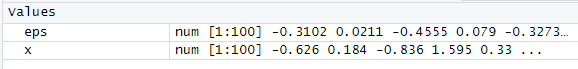 Values
eps num [1:100] -0.3102 0.0211 -0.4555 0.079 -0.3273…
x num [1:100] -0.626 0.184 -0.836 1.595 0.33 ...